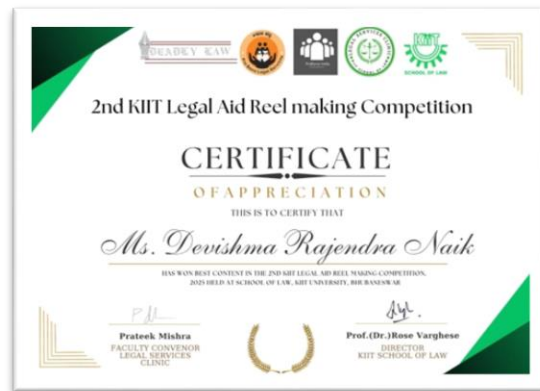 DEADLY LAW
KIIT
SCHOOL OF LAW
2nd KIIT Legal Aid Reel making Competition
CERTIFICATE
OFAPPRECIATION
THIS IS TO CERTIFY THAT
Ms. Devishma Rajendra Naik
HAS WON BEST CONTENT IN THE 2ND KIIT LEGAL AID REEL MAKING COMPETITION,
2025 HELD AT SCHOOL OF LAW, KIIT UNIVERSITY, BHUBANESWAR
Prateek Mishra
FACULTY CONVENOR
LEGAL SERVICES
CLINIC
Prof.(Dr.)Rose Varghese
DIRECTOR
KIIT SCHOOL OF LAW